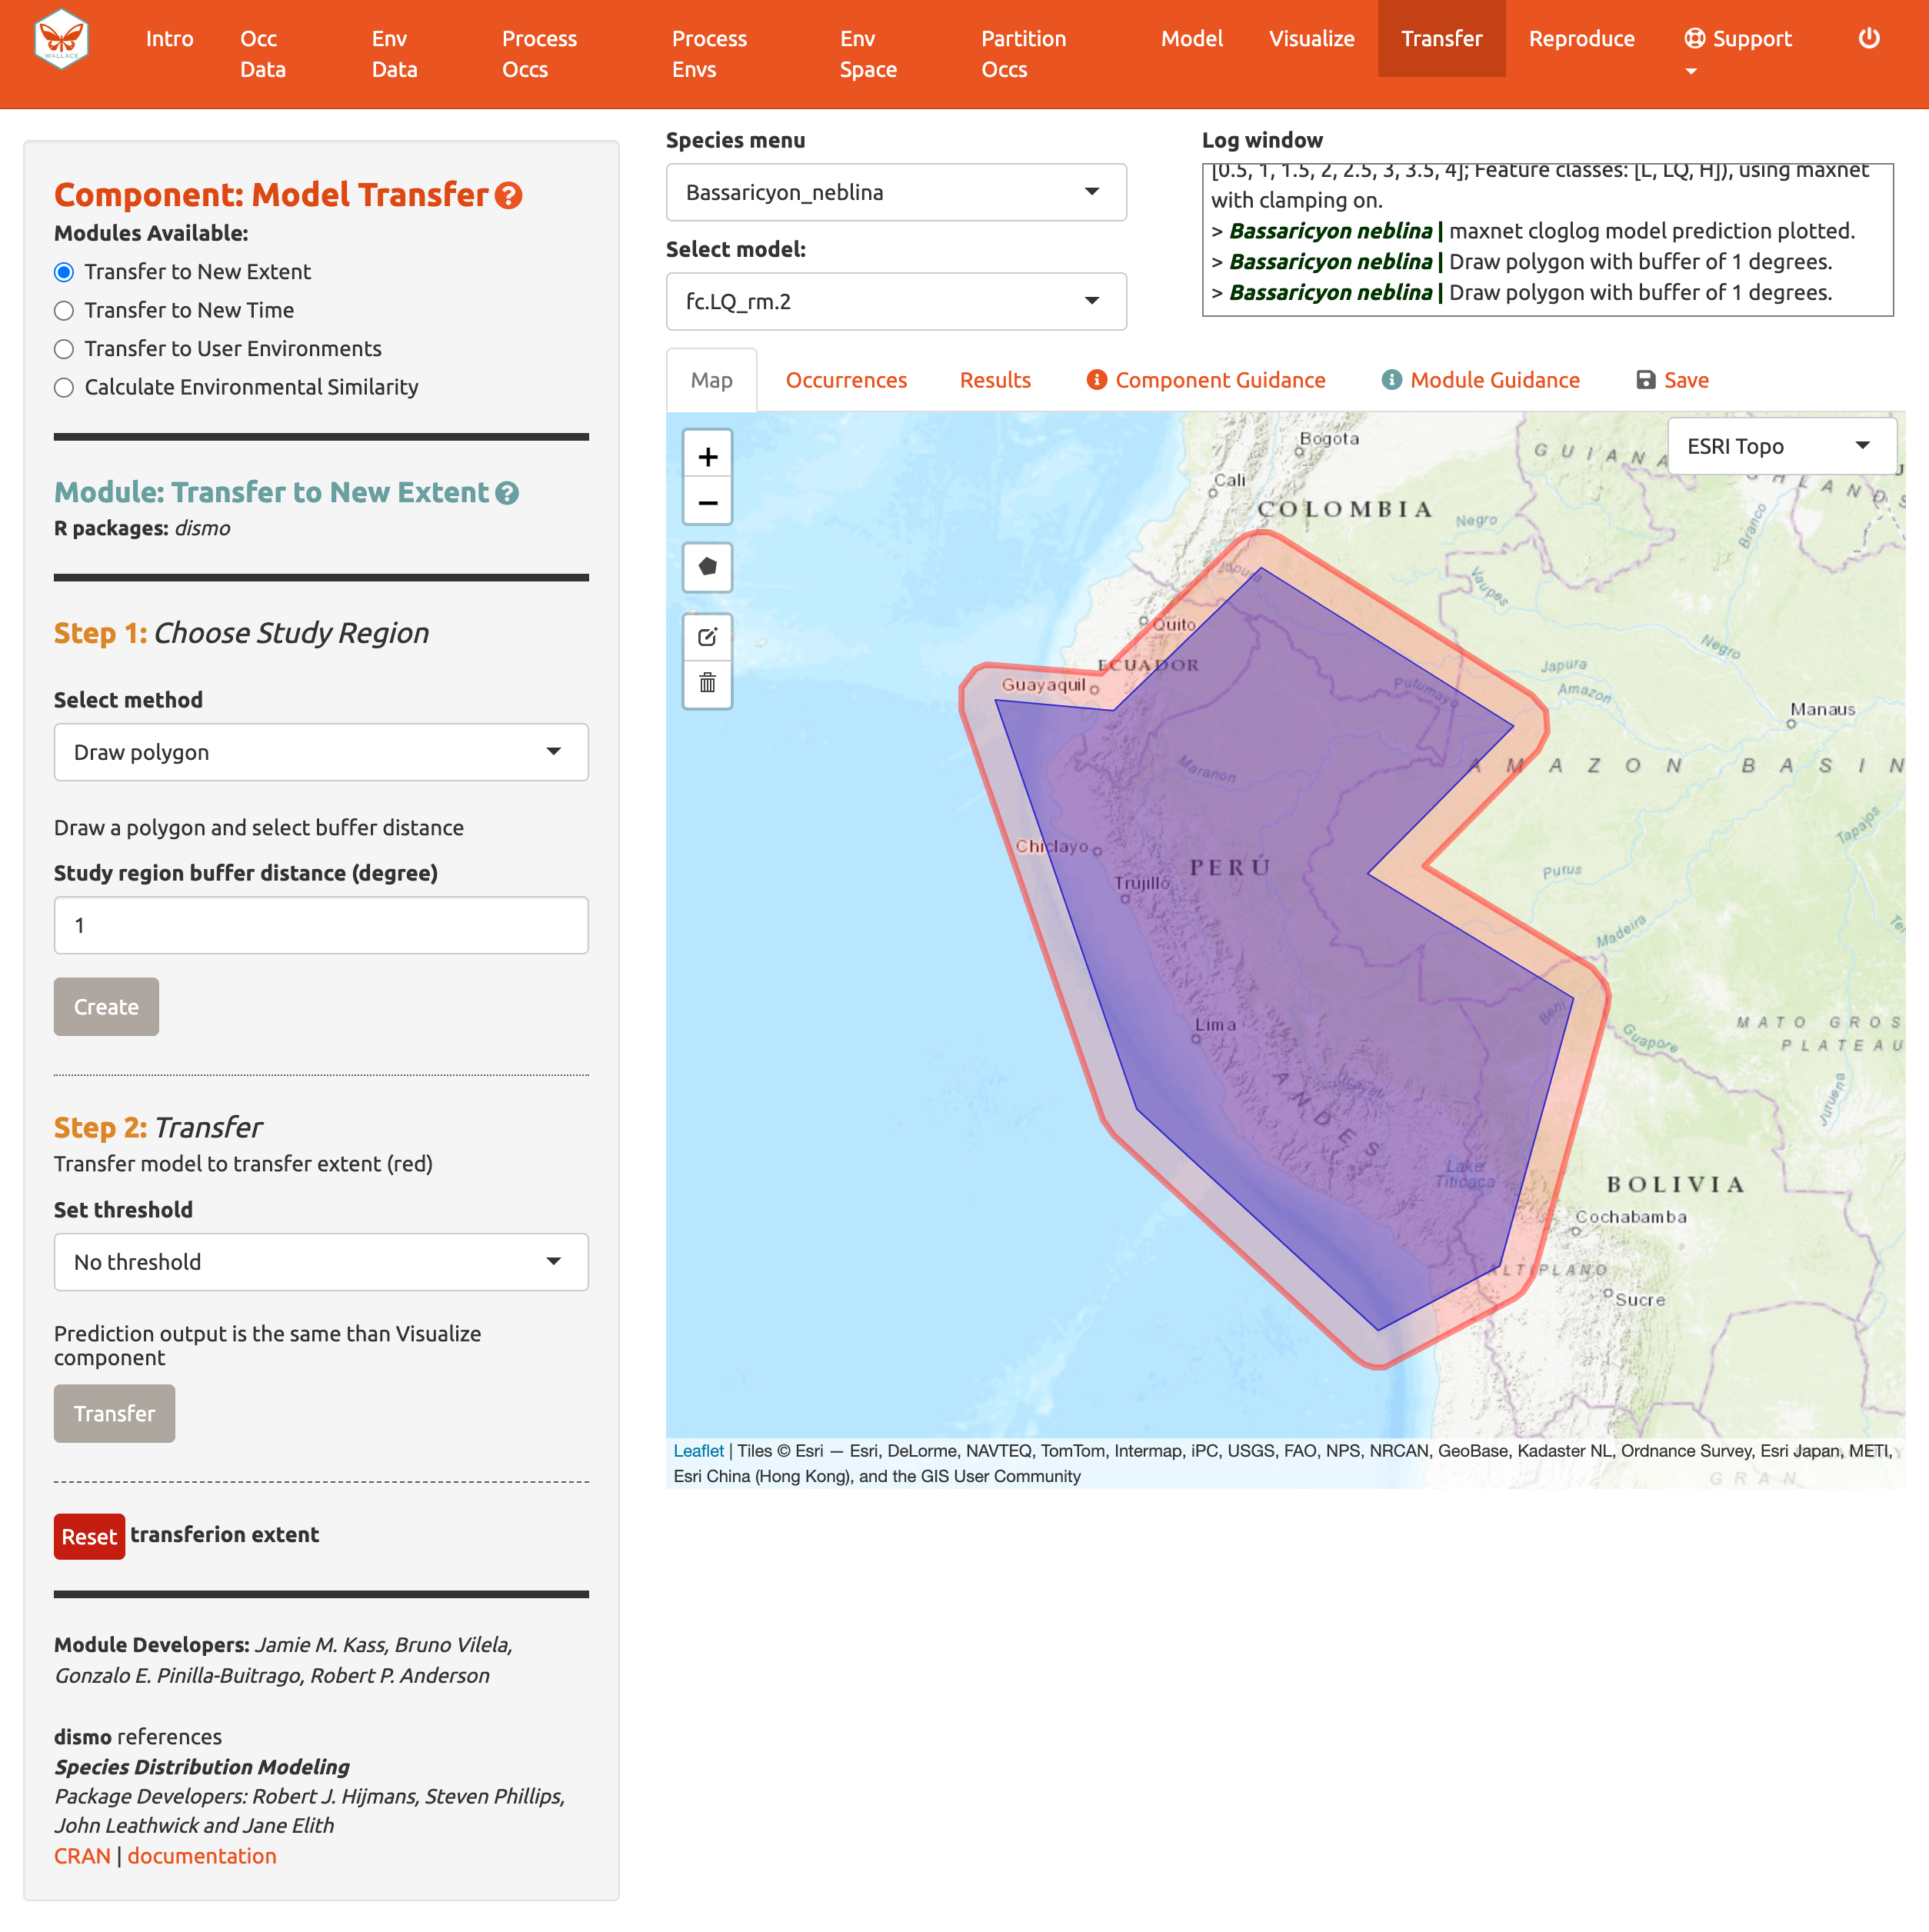 WALLACE
Intro
Occ
Data
Env
Data
Process
Occs
Process
Envs
Env
Space
Partition
Occs
Model
Visualize
Transfer
Reproduce
Support
Component: Model Transfer
Modules Available:
Transfer to New Extent
Transfer to New Time
Transfer to User Environments
Calculate Environmental Similarity
Module: Transfer to New Extent
R packages: dismo
Step 1: Choose Study Region
Select method
Draw polygon
Draw a polygon and select buffer distance
Study region buffer distance (degree)
1
Create
Step 2: Transfer
Transfer model to transfer extent (red)
Set threshold
No threshold
Prediction output is the same than Visualize
component
Transfer
Reset transferion extent
Module Developers: Jamie M. Kass, Bruno Vilela,
Gonzalo E. Pinilla-Buitrago, Robert P. Anderson
dismo references
Species Distribution Modeling
Package Developers: Robert J. Hijmans, Steven Phillips,
John Leathwick and Jane Elith
CRAN | documentation
Species menu
Bassaricyon_neblina
Select model:
fc.LQ_rm.2
Log window
[0.5, 1, 1.5, 2, 2.5, 3, 3.5, 4]; Feature classes: [L, LQ, H]), using maxnet
with clamping on.
> Bassaricyon neblina | maxnet cloglog model prediction plotted.
> Bassaricyon neblina | Draw polygon with buffer of 1 degrees.
> Bassaricyon neblina | Draw polygon with buffer of 1 degrees.
Map
Occurrences
Results
Component Guidance
Module Guidance
Save
+
−
ESRI Topo
Bogota
GUIANA
Cali
COLOMBIA
Negro
Branco
Japura
Vaupes
Quito
Negro
ECUADOR
Japura
Guayaquil
Putumayo
Amazon
Manaus
Maranon
AMAZON BASIN
Chiclayo
Tapajos
PERÚ
Purus
Trujillo
Madeira
Beni
Lima
MATO GROS
Guapore
PLATEAU
ANDES
Juruena
Lake
Titicaca
BOLIVIA
Cochabamba
ALTIPLANO
Sucre
Leaflet | Tiles © Esri — Esri, DeLorme, NAVTEQ, TomTom, Intermap, iPC, USGS, FAO, NPS, NRCAN, GeoBase, Kadaster NL, Ordnance Survey, Esri Japan, METI,
Esri China (Hong Kong), and the GIS User Community
GRAN